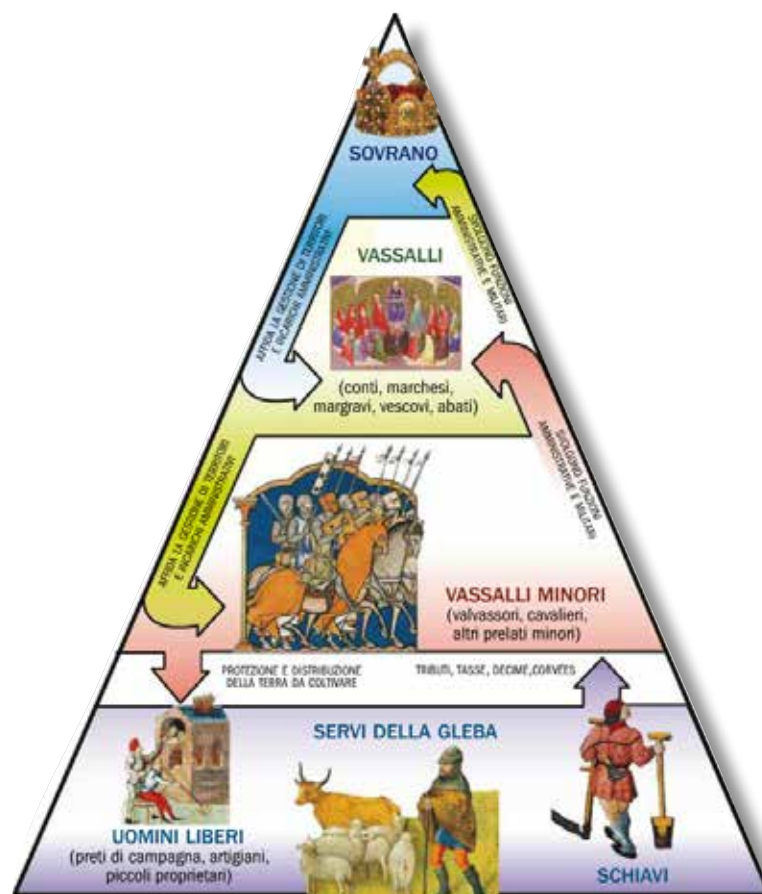 SOVRANO
AFFIDA LA GESTIONE DI TERRITORI
E INCARICHI AMMINISTRATIVI
SVOLGONO FUNZIONI
AMMINISTRATIVE E MILITARI
VASSALLI
(conti, marchesi,
margravi, vescovi, abati)
AFFIDA LA GESTIONE DI TERRITORI
E INCARICHI AMMINISTRATIVI
SVOLGONO FUNZIONI
AMMINISTRATIVE E MILITARI
VASSALLI MINORI
(valvassori, cavalieri,
altri prelati minori)
PROTEZIONE E DISTRIBUZIONE
DELLA TERRA DA COLTIVARE
TRIBUTI, TASSE, DECIME,CORVÉES
SERVI DELLA GLEBA
UOMINI LIBERI
(preti di campagna, artigiani,
piccoli proprietari)
SCHIAVI